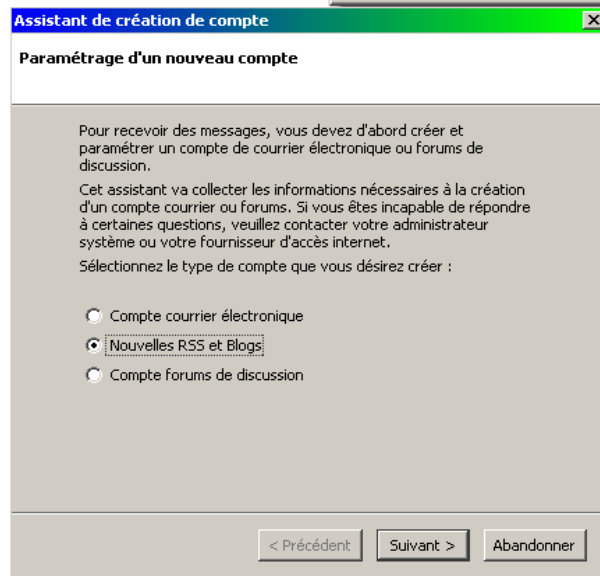 Assistant de création de compte
Paramétrage d'un nouveau compte
Pour recevoir des messages, vous devez d'abord créer et
paramétrer un compte de courrier électronique ou forums de
discussion.
Cet assistant va collecter les informations nécessaires à la création
d'un compte courrier ou forums. Si vous êtes incapable de répondre
à certaines questions, veuillez contacter votre administrateur
système ou votre fournisseur d'accès internet.
Sélectionnez le type de compte que vous désirez créer :
Compte courrier électronique
Nouvelles RSS et Blogs
Compte forums de discussion
< Précédent Suivant > Abandonner